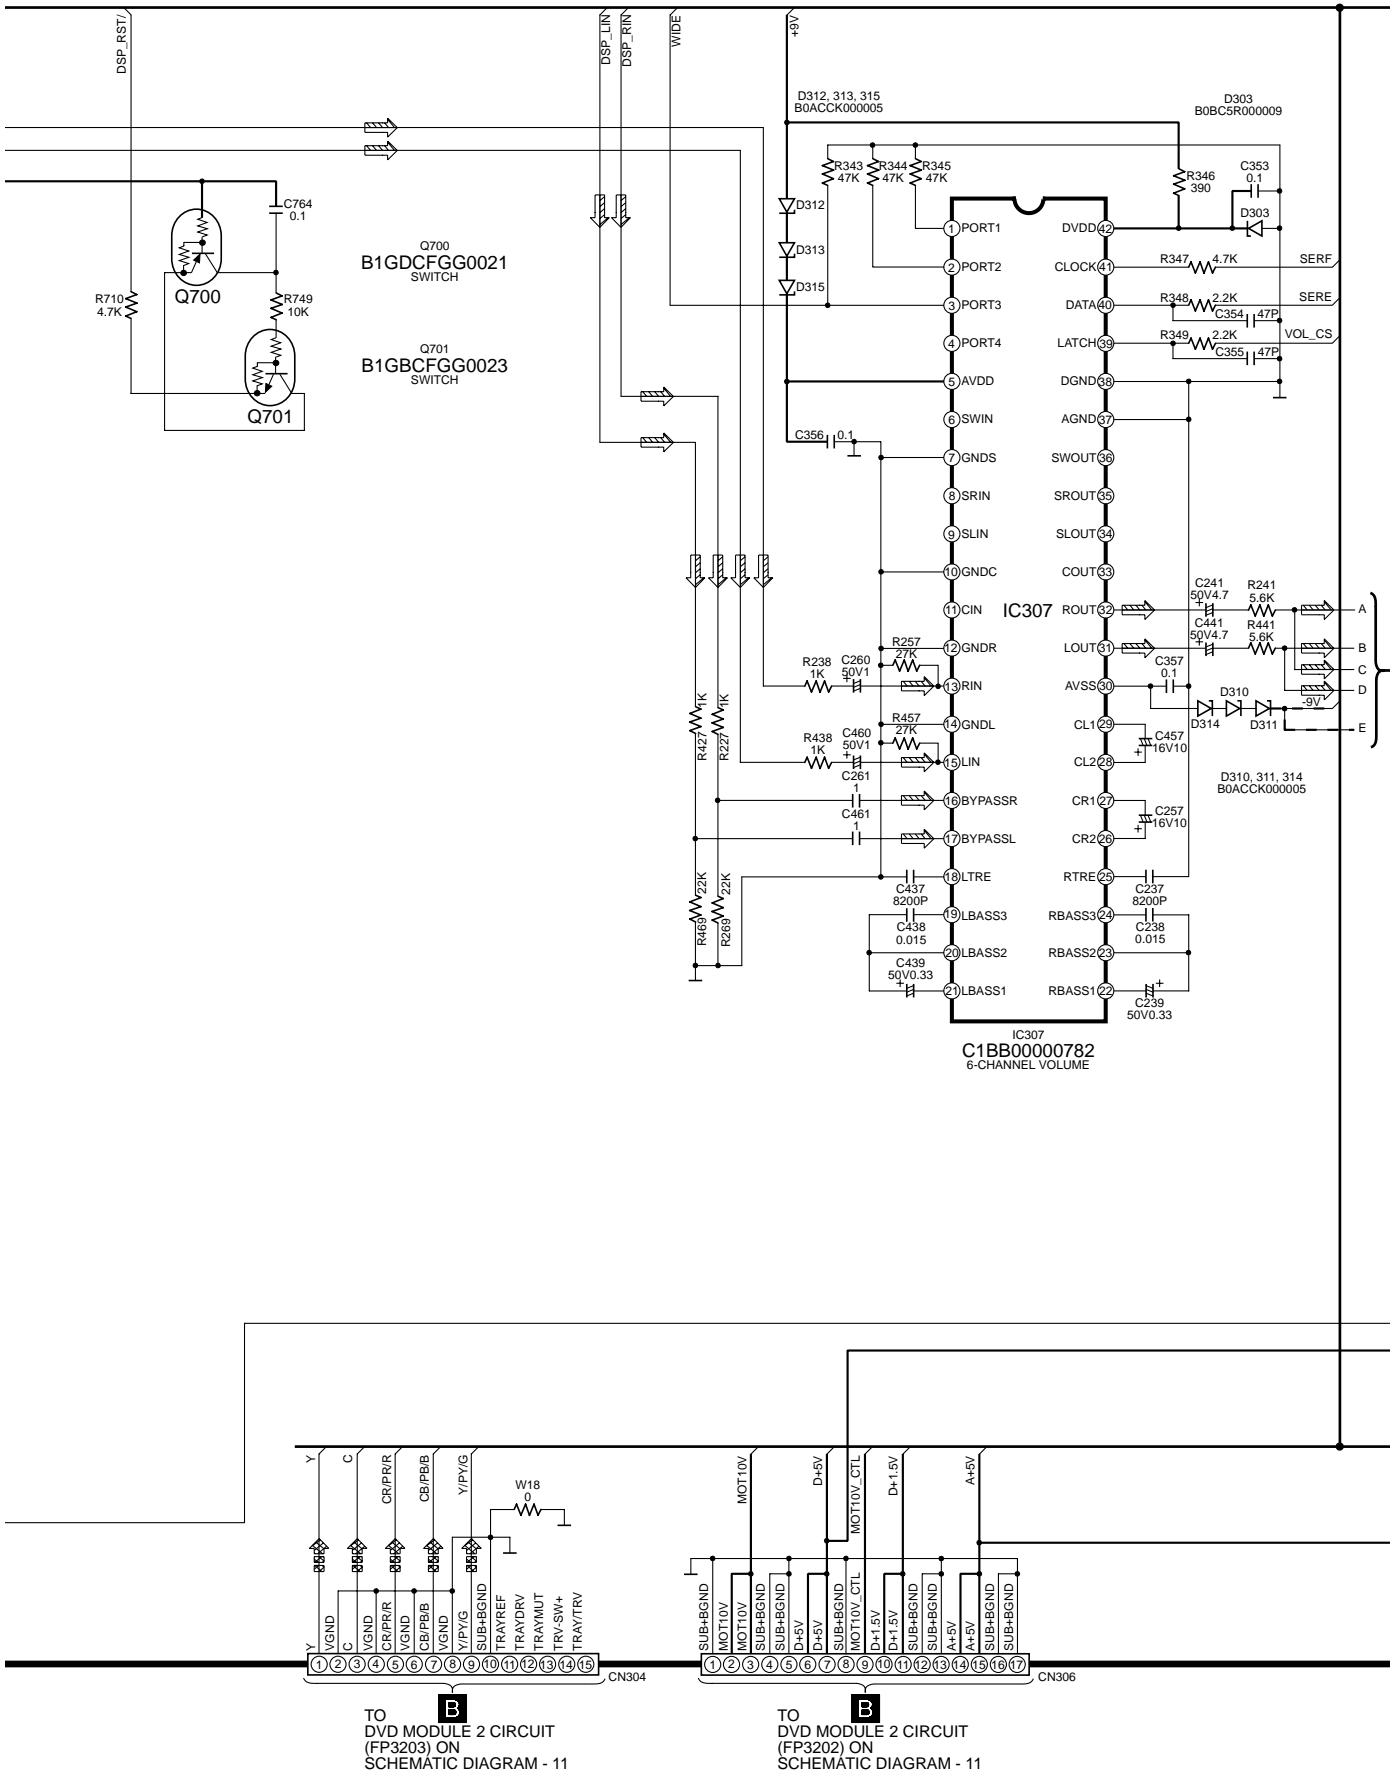 DSP_RST/
DSP_LIN
DSP_RIN
WIDE
+9V
D312, 313, 315
B0ACCK000005
D303
B0BC5R000009
R343
47K
R344
47K
R345
47K
R346
390
C353
0.1
D303
C764
0.1
Q700
R710
4.7K
R749
10K
Q701
Q700
B1GDCFGG0021
SWITCH
Q701
B1GBCFGG0023
SWITCH
D312
D313
D315
1 PORT1
2 PORT2
3 PORT3
4 PORT4
5 AVDD
6 SWIN
7 GNDS
8 SRIN
9 SLIN
10 GNDC
11 CIN
12 GNDR
13 RIN
14 GNDL
15 LIN
16 BYPASSR
17 BYPASSL
18 LTRE
19 LBASS3
20 LBASS2
21 LBASS1
IC307
DVDD 42
CLOCK 41
DATA 40
LATCH 39
DGND 38
AGND 37
SWOUT 36
SROUT 35
SLOUT 34
COUT 33
ROUT 32
LOUT 31
AVSS 30
CL1 29
CL2 28
CR1 27
CR2 26
RTRE 25
RBASS3 24
RBASS2 23
RBASS1 22
R347 4.7K SERF
R348 2.2K SERE
C354 47P
R349 2.2K VOL_CS
C355 47P
C356 0.1
C241
50V4.7
+
R241
5.6K
A
C441
50V4.7
+
R441
5.6K
B
C
D
C357
0.1
D310
-9V
D314
D311
E
C457
16V10
+
D310, 311, 314
B0ACCK000005
C257
16V10
+
R257
27K
R238
1K
C260
50V1
+
R457
27K
R438
1K
C460
50V1
+
C261
1
C461
1
R427
1K
R227
1K
R469
22K
R269
22K
C437
8200P
C438
0.015
C439
50V0.33
+
C237
8200P
C238
0.015
+
C239
50V0.33
IC307
C1BB00000782
6-CHANNEL VOLUME
Y
C
CR/PR/R
CB/PB/B
Y/PY/G
W18
0
Y
VGND
C
VGND
CR/PR/R
VGND
CB/PB/B
VGND
Y/PY/G
SUB+BGND
TRAYREF
TRAYDRV
TRAYMUT
TRV-SW+
TRAY/TRV
1 2 3 4 5 6 7 8 9 10 11 12 13 14 15
CN304
B
TO
DVD MODULE 2 CIRCUIT
(FP3203) ON
SCHEMATIC DIAGRAM - 11
MOT10V
D+5V
MOT10V_CTL
D+1.5V
A+5V
SUB+BGND
MOT10V
MOT10V
SUB+BGND
SUB+BGND
D+5V
D+5V
SUB+BGND
MOT10V_CTL
D+1.5V
D+1.5V
SUB+BGND
SUB+BGND
A+5V
A+5V
SUB+BGND
SUB+BGND
1 2 3 4 5 6 7 8 9 10 11 12 13 14 15 16 17
CN306
B
TO
DVD MODULE 2 CIRCUIT
(FP3202) ON
SCHEMATIC DIAGRAM - 11